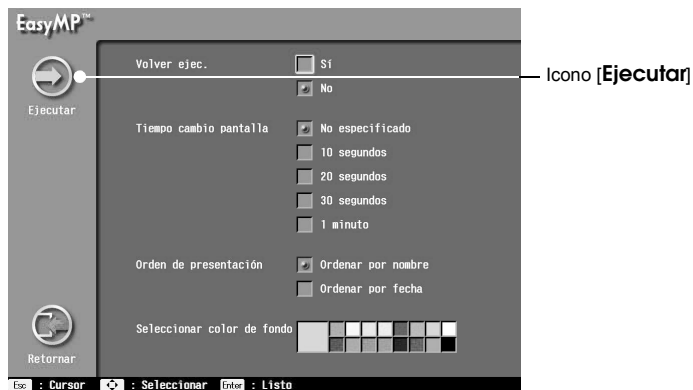 EasyMP™
Volver ejec.
Sí
No
Icono [Ejecutar]
Ejecutar
Tiempo cambio pantalla
No especificado
10 segundos
20 segundos
30 segundos
1 minuto
Orden de presentación
Ordenar por nombre
Ordenar por fecha
Seleccionar color de fondo
Retornar
Esc : Cursor : Seleccionar Enter : Listo